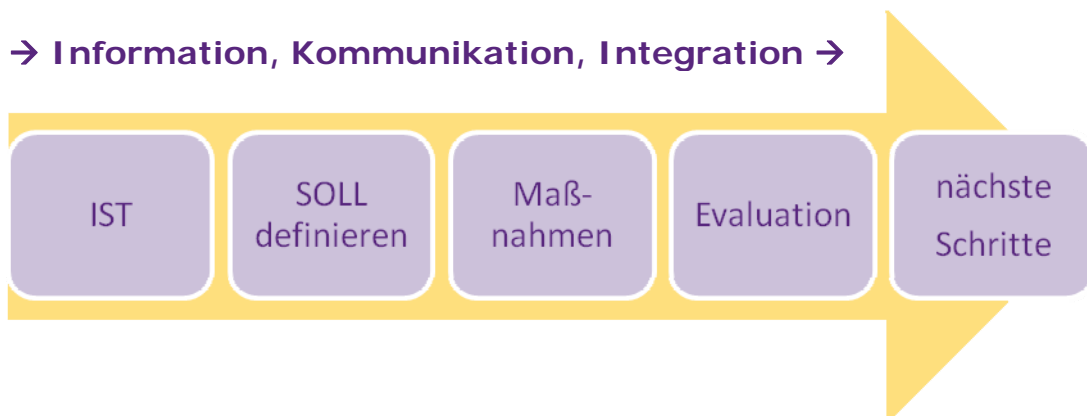 → Information, Kommunikation, Integration →
IST
SOLL
definieren
Maß-
nahmen
Evaluation
nächste
Schritte